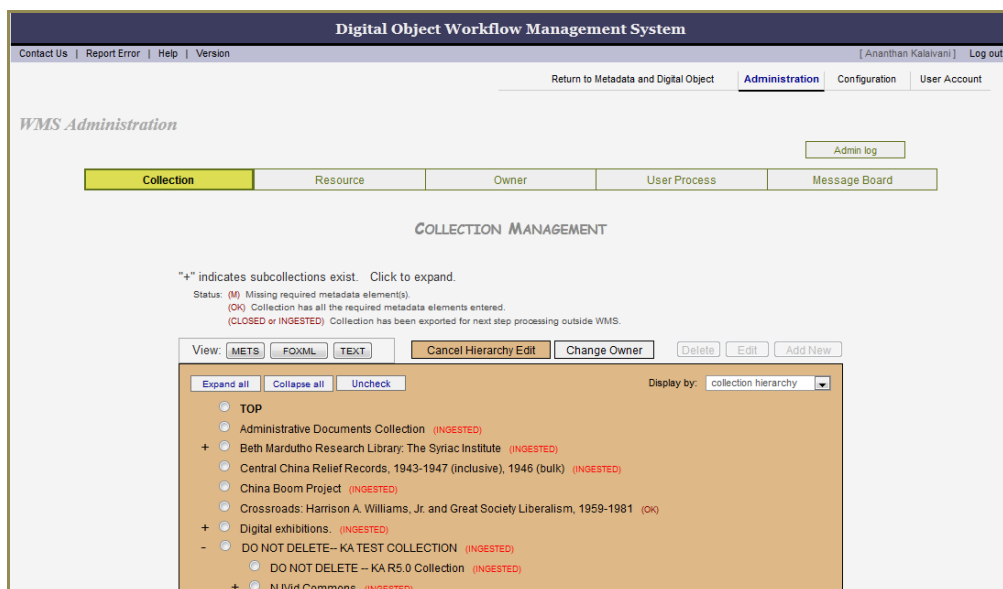 Digital Object Workflow Management System
Contact Us | Report Error | Help | Version [ Ananthan Kalaivani ] Log out
Return to Metadata and Digital Object Administration Configuration User Account
WMS Administration
Admin log
Collection Resource Owner User Process Message Board
COLLECTION MANAGEMENT
"+" indicates subcollections exist. Click to expand.
Status: (M) Missing required metadata element(s).
(OK) Collection has all the required metadata elements entered.
(CLOSED or INGESTED) Collection has been exported for next step processing outside WMS.
View: METS FOXML TEXT Cancel Hierarchy Edit Change Owner Delete Edit Add New
Expand all Collapse all Uncheck Display by: collection hierarchy
TOP
Administrative Documents Collection (INGESTED)
+ Beth Mardutho Research Library: The Syriac Institute (INGESTED)
Central China Relief Records, 1943-1947 (inclusive), 1946 (bulk) (INGESTED)
China Boom Project (INGESTED)
Crossroads: Harrison A. Williams, Jr. and Great Society Liberalism, 1959-1981 (OK)
+ Digital exhibitions. (INGESTED)
- DO NOT DELETE-- KA TEST COLLECTION (INGESTED)
DO NOT DELETE -- KA R5.0 Collection (INGESTED)
+ NJVid Commons (INGESTED)